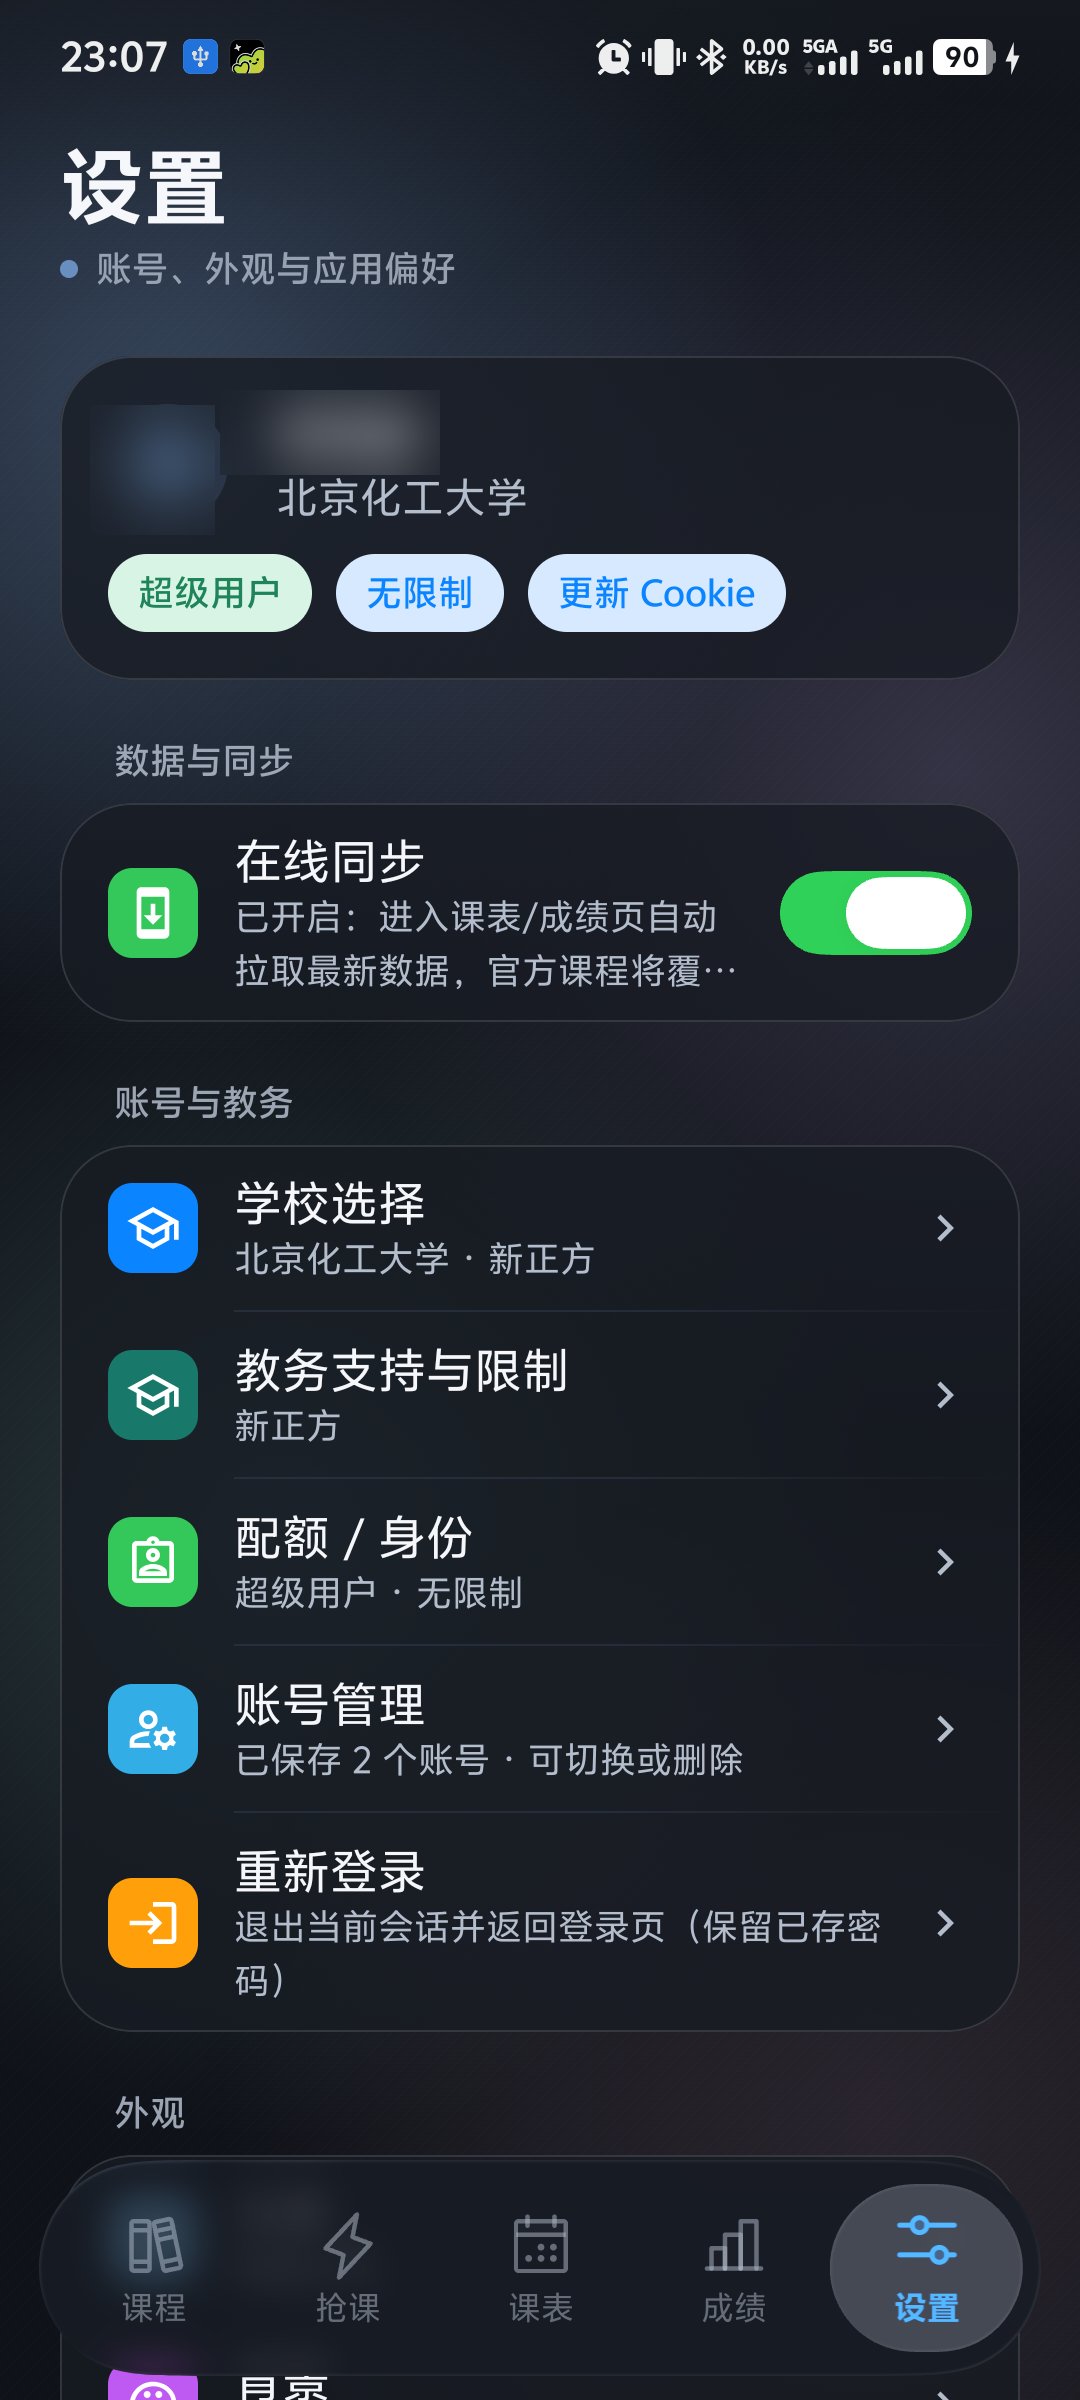 23:07
0.00 KB/s
5GA
5G
90
设置
账号、外观与应用偏好
北京化工大学
超级用户
无限制
更新 Cookie
数据与同步
在线同步
已开启：进入课表/成绩页自动
拉取最新数据，官方课程将覆…
账号与教务
学校选择
北京化工大学 · 新正方
教务支持与限制
新正方
配额 / 身份
超级用户 · 无限制
账号管理
已保存 2 个账号 · 可切换或删除
重新登录
退出当前会话并返回登录页（保留已存密
码）
外观
课程
抢课
课表
成绩
设置